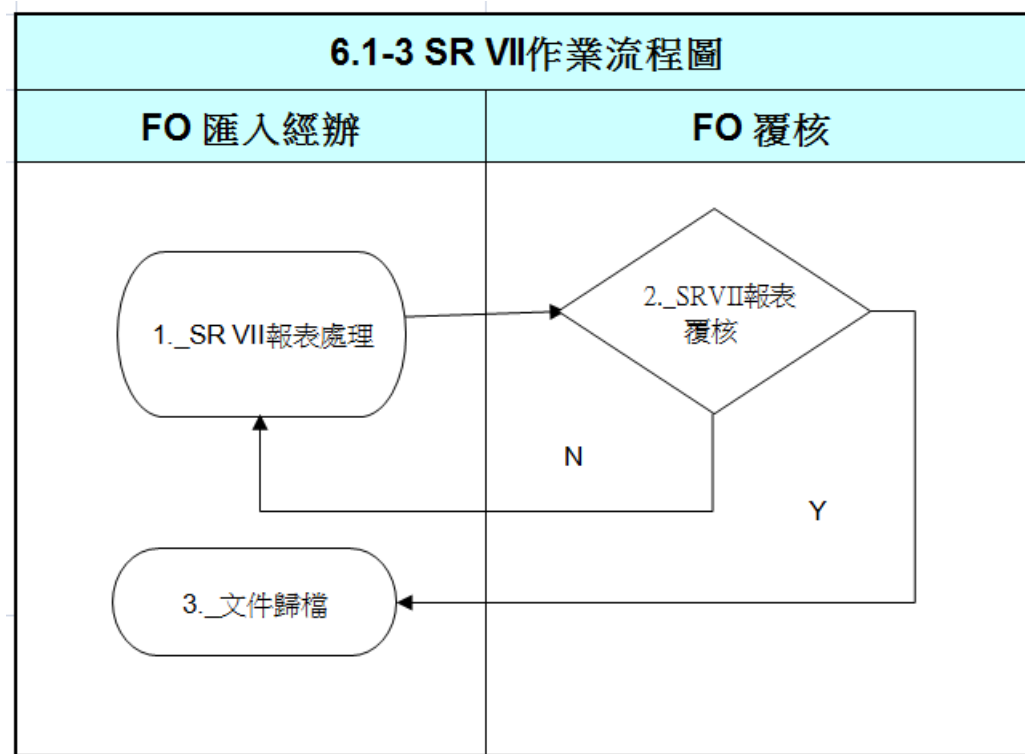 6.1-3 SR VII作業流程圖
FO 匯入經辦
FO 覆核
1._SR VII報表處理
2._SRVII報表
覆核
N
Y
3._文件歸檔